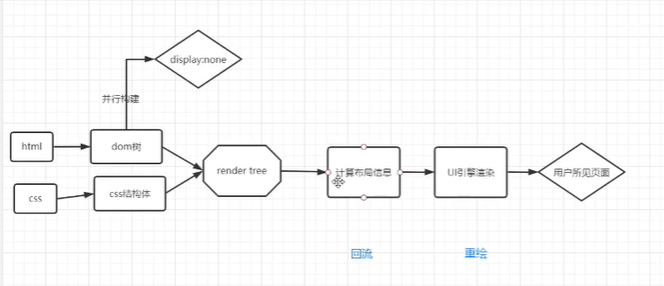 display:none
并行构建
html
dom树
render tree
计算布局信息
UI引擎渲染
用户所见页面
css
css结构体
回流
重绘